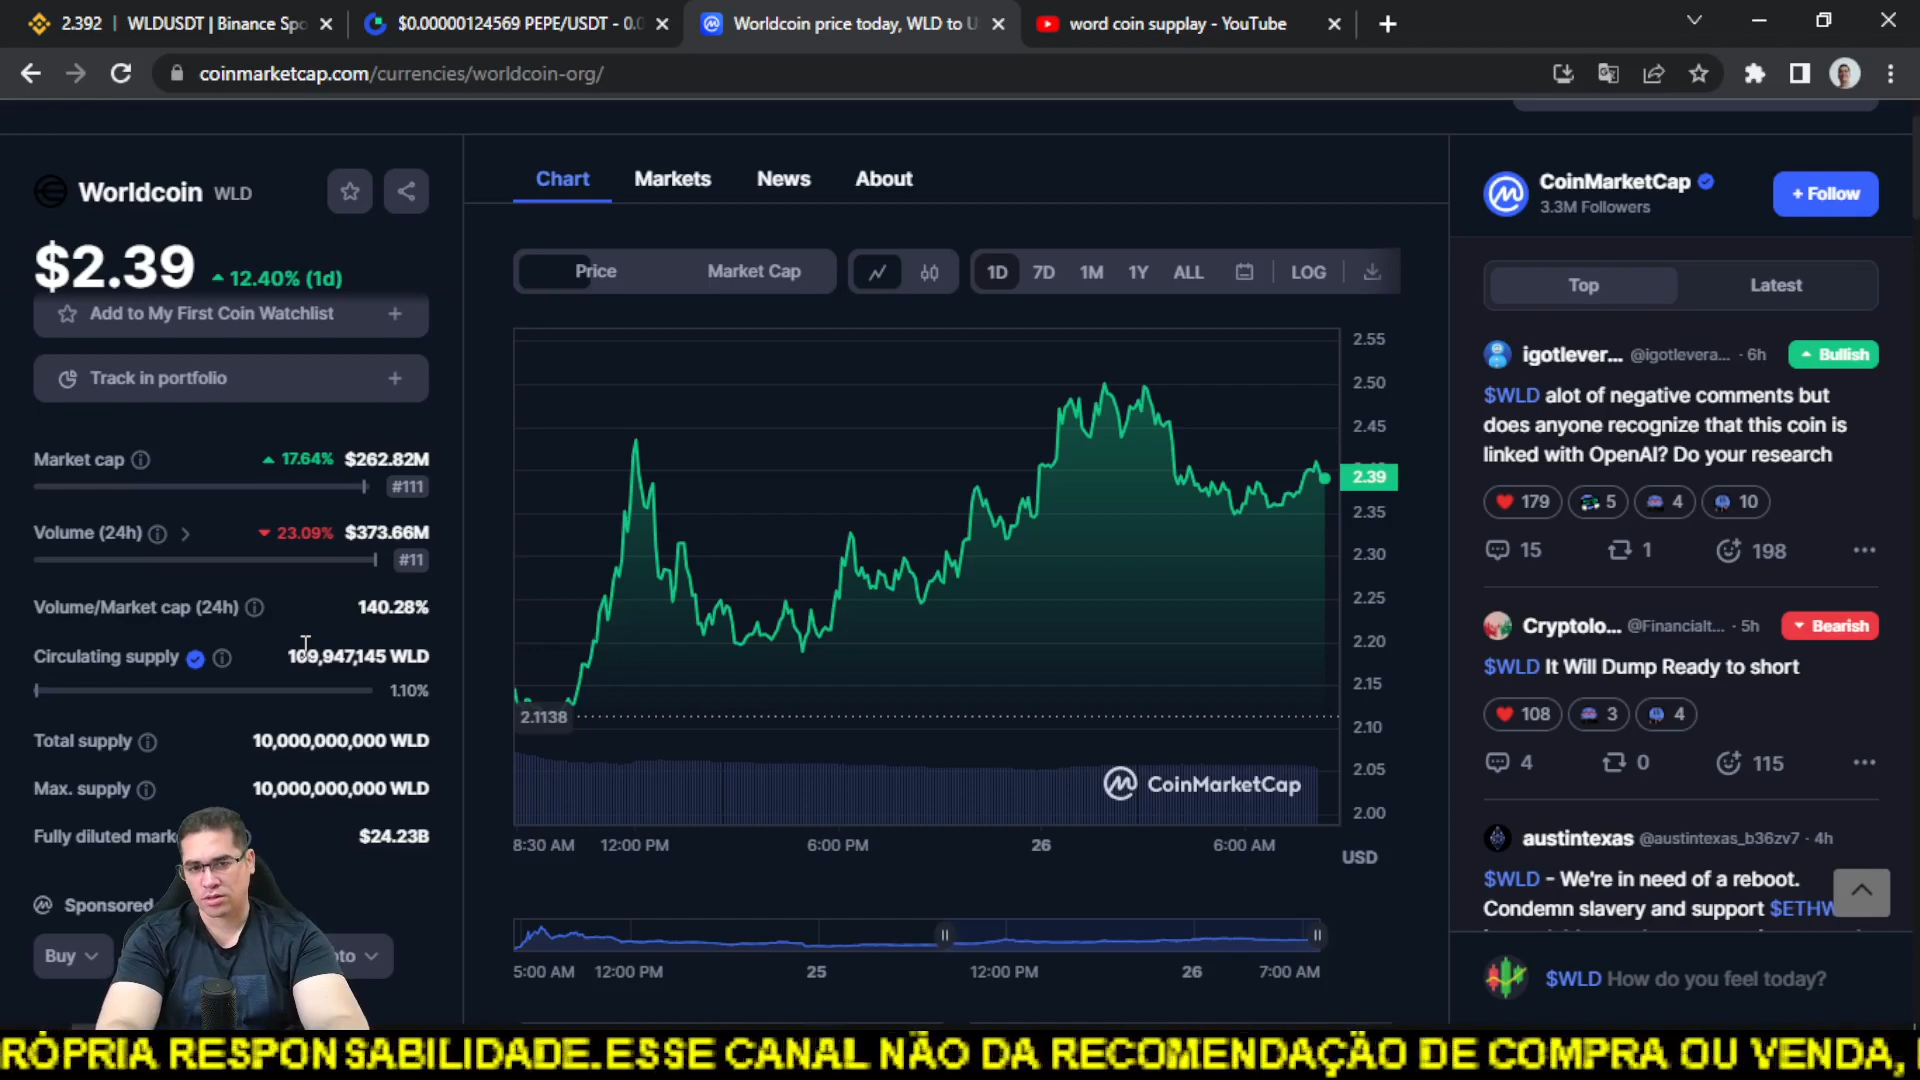 2.392 | WLDUSDT | Binance Spo
$0.00000124569 PEPE/USDT - 0.0
Worldcoin price today, WLD to U
word coin supplay - YouTube
coinmarketcap.com/currencies/worldcoin-org/
Worldcoin WLD
$2.39 12.40% (1d)
Add to My First Coin Watchlist +
Track in portfolio +
Market cap 17.64% $262.82M
#111
Volume (24h) 23.09% $373.66M
#11
Volume/Market cap (24h) 140.28%
Circulating supply 109,947,145 WLD
1.10%
Total supply 10,000,000,000 WLD
Max. supply 10,000,000,000 WLD
Fully diluted mark $24.23B
Sponsored
Buy
Chart Markets News About
Price Market Cap 1D 7D 1M 1Y ALL LOG
2.55
2.50
2.45
2.39
2.35
2.30
2.25
2.20
2.15
2.10
2.05
2.00
2.1138
CoinMarketCap
8:30 AM 12:00 PM 6:00 PM 26 6:00 AM
USD
5:00 AM 12:00 PM 25 12:00 PM 26 7:00 AM
CoinMarketCap
3.3M Followers
+ Follow
Top Latest
igotlever... @igotlevera... · 6h Bullish
$WLD alot of negative comments but
does anyone recognize that this coin is
linked with OpenAI? Do your research
179 5 4 10
15 1 198
Cryptolo... @Financialt... · 5h Bearish
$WLD It Will Dump Ready to short
108 3 4
4 0 115
austintexas @austintexas_b36zv7 · 4h
$WLD - We're in need of a reboot.
Condemn slavery and support $ETHW
$WLD How do you feel today?
RÓPRIA RESPONSABILIDADE.ESSE CANAL NÃO DA RECOMENDAÇÃO DE COMPRA OU VENDA,